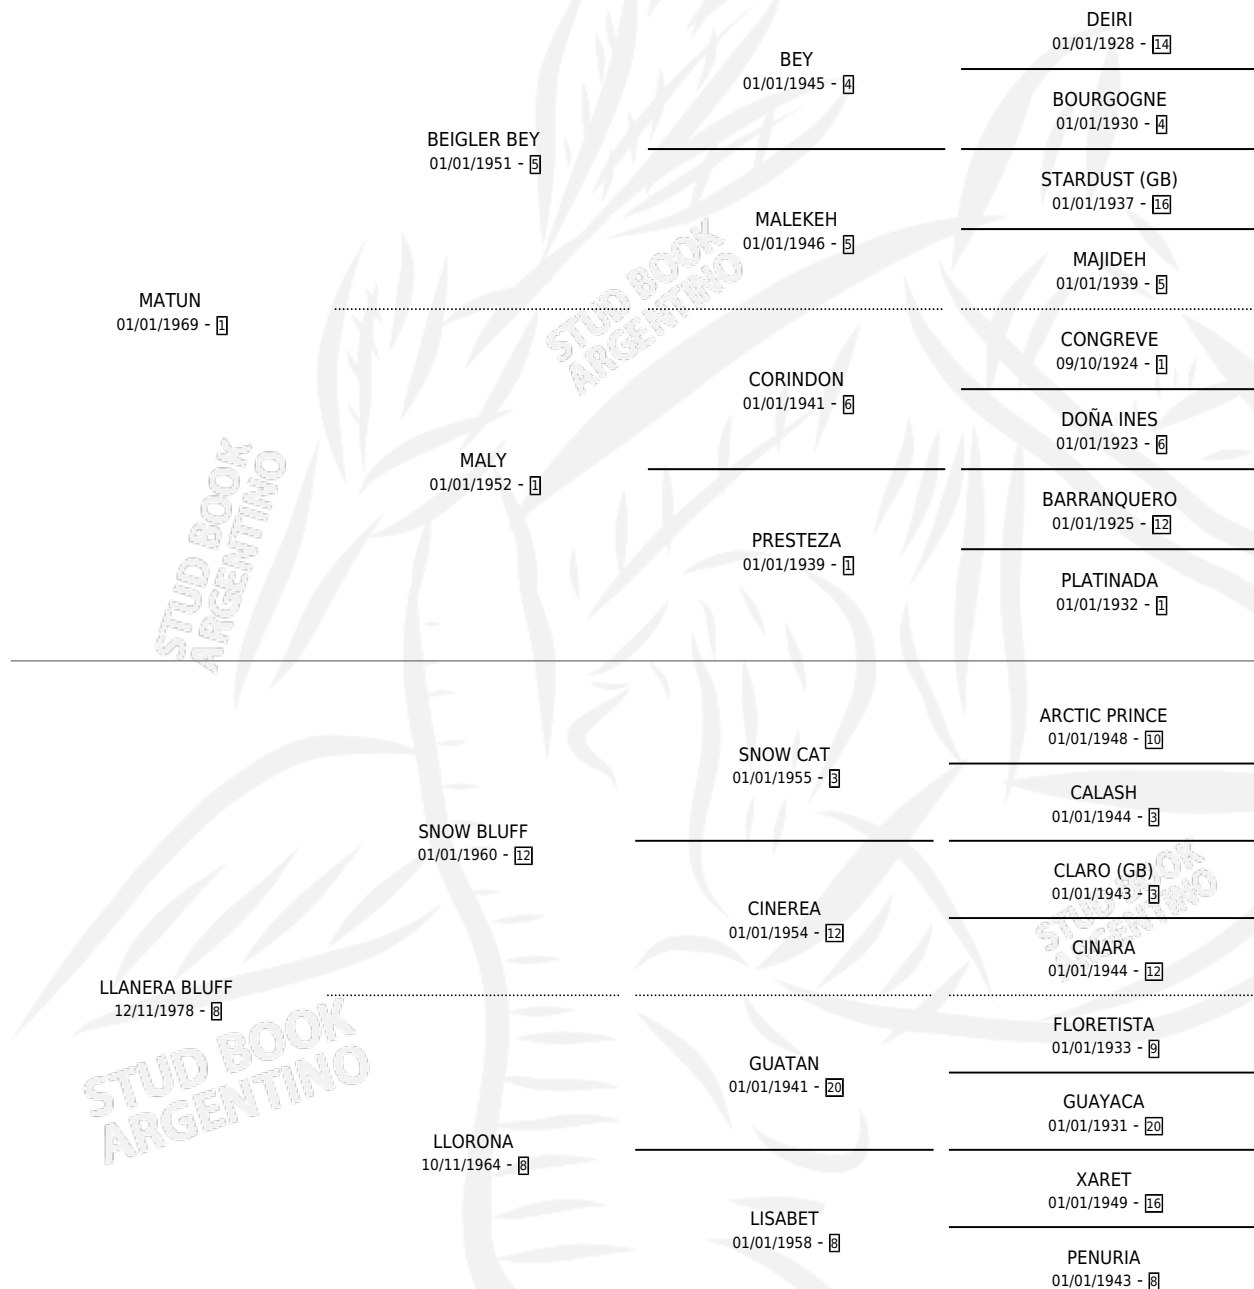 DEIRI
01/01/1928 - 14
BEY
01/01/1945 - 4
BOURGOGNE
01/01/1930 - 4
BEIGLER BEY
01/01/1951 - 5
STARDUST (GB)
01/01/1937 - 16
MALEKEH
01/01/1946 - 5
MAJIDEH
01/01/1939 - 5
MATUN
01/01/1969 - 1
CONGREVE
09/10/1924 - 1
CORINDON
01/01/1941 - 6
DOÑA INES
01/01/1923 - 6
MALY
01/01/1952 - 1
BARRANQUERO
01/01/1925 - 12
PRESTEZA
01/01/1939 - 1
PLATINADA
01/01/1932 - 1
ARCTIC PRINCE
01/01/1948 - 10
SNOW CAT
01/01/1955 - 3
CALASH
01/01/1944 - 3
SNOW BLUFF
01/01/1960 - 12
CLARO (GB)
01/01/1943 - 3
CINEREA
01/01/1954 - 12
CINARA
01/01/1944 - 12
LLANERA BLUFF
12/11/1978 - 8
FLORETISTA
01/01/1933 - 9
GUATAN
01/01/1941 - 20
GUAYACA
01/01/1931 - 20
LLORONA
10/11/1964 - 8
XARET
01/01/1949 - 16
LISABET
01/01/1958 - 8
PENURIA
01/01/1943 - 8
STUD BOOK
ARGENTINO
STUD BOOK
ARGENTINO
STUD BOOK
ARGENTINO
STUD BOOK
ARGENTINO